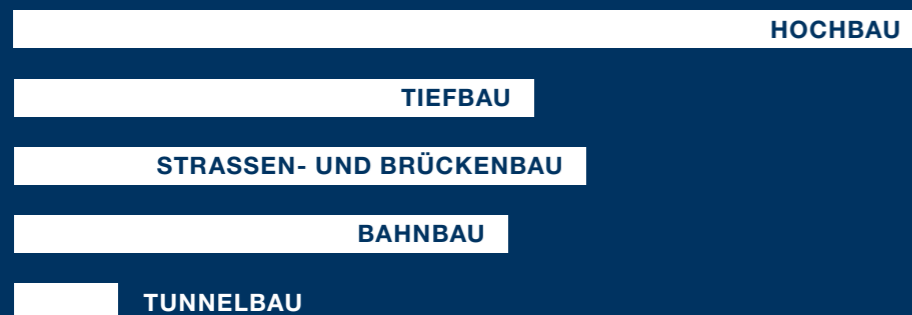 HOCHBAU
TIEFBAU
STRASSEN- UND BRÜCKENBAU
BAHNBAU
TUNNELBAU